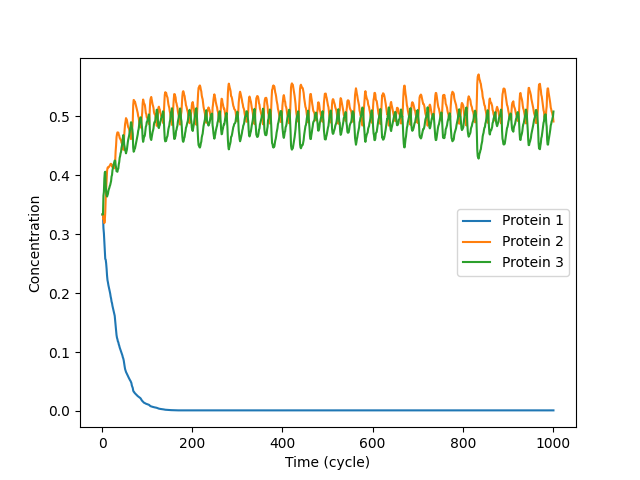 0.5
0.4
0.3
0.2
0.1
0.0
Concentration
Protein 1
Protein 2
Protein 3
0 200 400 600 800 1000
Time (cycle)